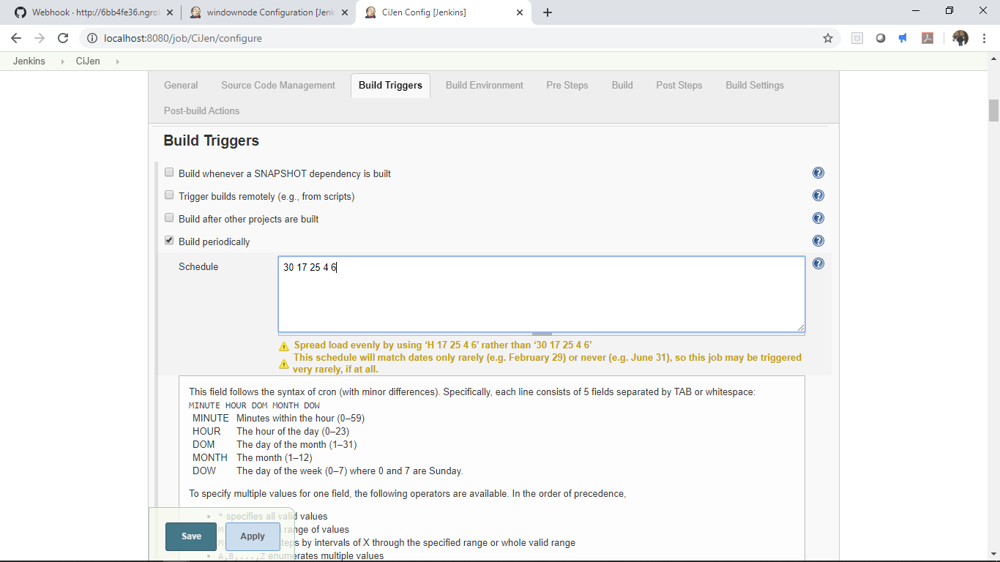 Webhook · http://6bb4fe36.ngro
windownode Configuration [Jenk
CiJen Config [Jenkins]
localhost:8080/job/CiJen/configure
Jenkins CiJen
General Source Code Management Build Triggers Build Environment Pre Steps Build Post Steps Build Settings
Post-build Actions
Build Triggers
Build whenever a SNAPSHOT dependency is built
Trigger builds remotely (e.g., from scripts)
Build after other projects are built
Build periodically
Schedule
30 17 25 4 6
Spread load evenly by using ‘H 17 25 4 6’ rather than ‘30 17 25 4 6’
This schedule will match dates only rarely (e.g. February 29) or never (e.g. June 31), so this job may be triggered
very rarely, if at all.
This field follows the syntax of cron (with minor differences). Specifically, each line consists of 5 fields separated by TAB or whitespace:
MINUTE HOUR DOM MONTH DOW
MINUTE Minutes within the hour (0–59)
HOUR The hour of the day (0–23)
DOM The day of the month (1–31)
MONTH The month (1–12)
DOW The day of the week (0–7) where 0 and 7 are Sunday.
To specify multiple values for one field, the following operators are available. In the order of precedence,
* specifies all valid values
range of values
steps by intervals of X through the specified range or whole valid range
A,B,...,Z enumerates multiple values
Save
Apply